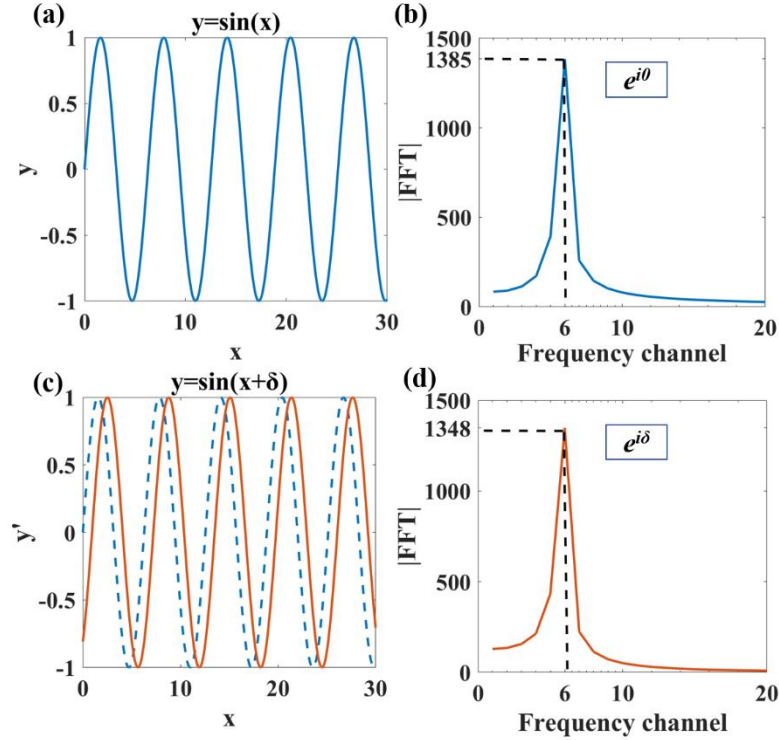 (a)
y=sin(x)
1
0.5
0
-0.5
-1
y
0
10
20
30
x
(b)
1500
1385
1000
500
0
|FFT|
e^{i0}
6
10
20
Frequency channel
(c)
y=sin(x+δ)
1
0.5
0
-0.5
-1
y'
0
10
20
30
x
(d)
1500
1348
1000
500
0
|FFT|
e^{iδ}
0
6
10
20
Frequency channel